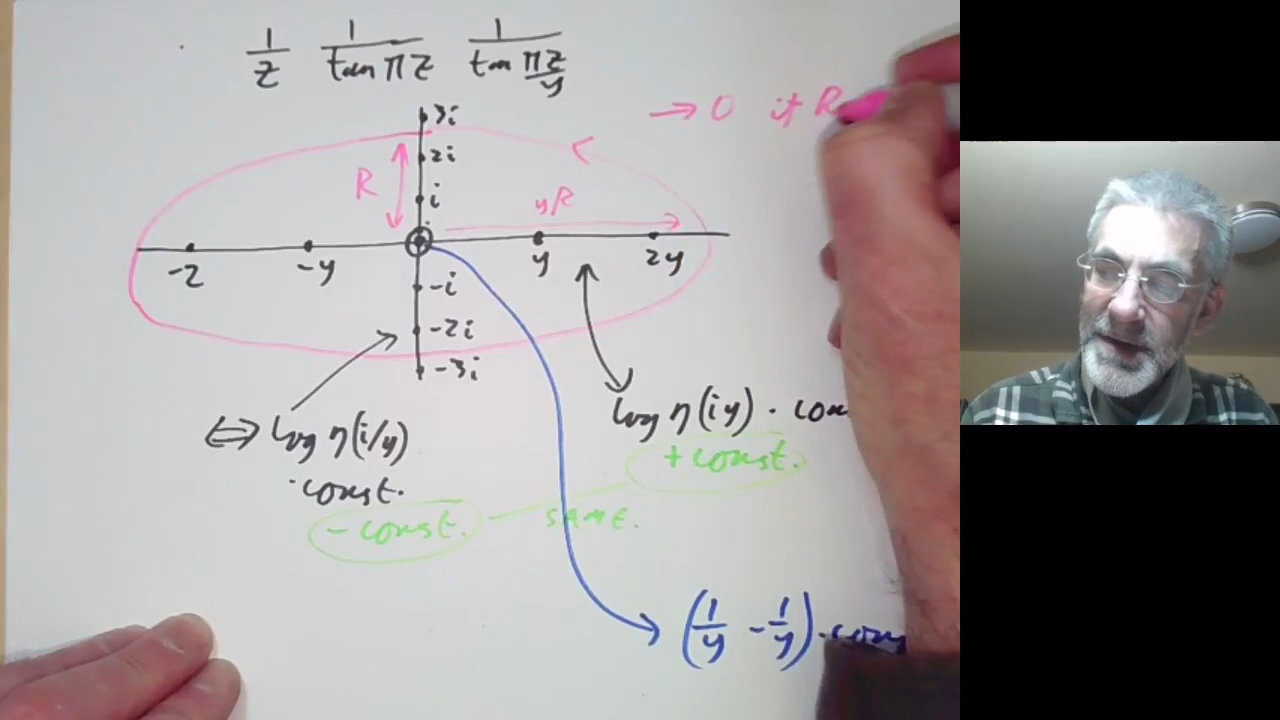 1/z 1/tan πz 1/tan πz/y
3i
→ 0 if R
2i
R
i
yR
-2 -y y 2y
-i
-2i
-3i
⇔ log η(i/y)
·const.
- const.
log η(iy) · con
+ const.
SAME.
(1/y - 1/y) · con